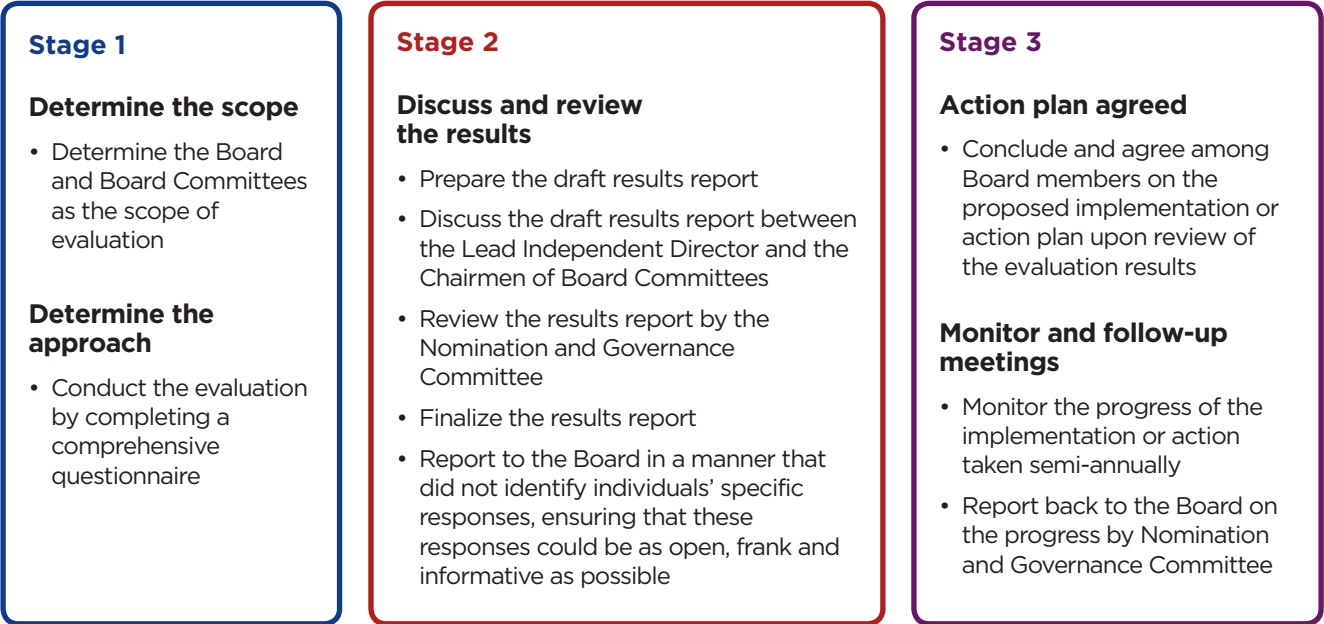 Stage 1
Determine the scope
• Determine the Board
and Board Committees
as the scope of
evaluation
Determine the
approach
• Conduct the evaluation
by completing a
comprehensive
questionnaire
Stage 2
Discuss and review
the results
• Prepare the draft results report
• Discuss the draft results report between
the Lead Independent Director and the
Chairmen of Board Committees
• Review the results report by the
Nomination and Governance
Committee
• Finalize the results report
• Report to the Board in a manner that
did not identify individuals’ specific
responses, ensuring that these
responses could be as open, frank and
informative as possible
Stage 3
Action plan agreed
• Conclude and agree among
Board members on the
proposed implementation or
action plan upon review of
the evaluation results
Monitor and follow-up
meetings
• Monitor the progress of the
implementation or action
taken semi-annually
• Report back to the Board on
the progress by Nomination
and Governance Committee